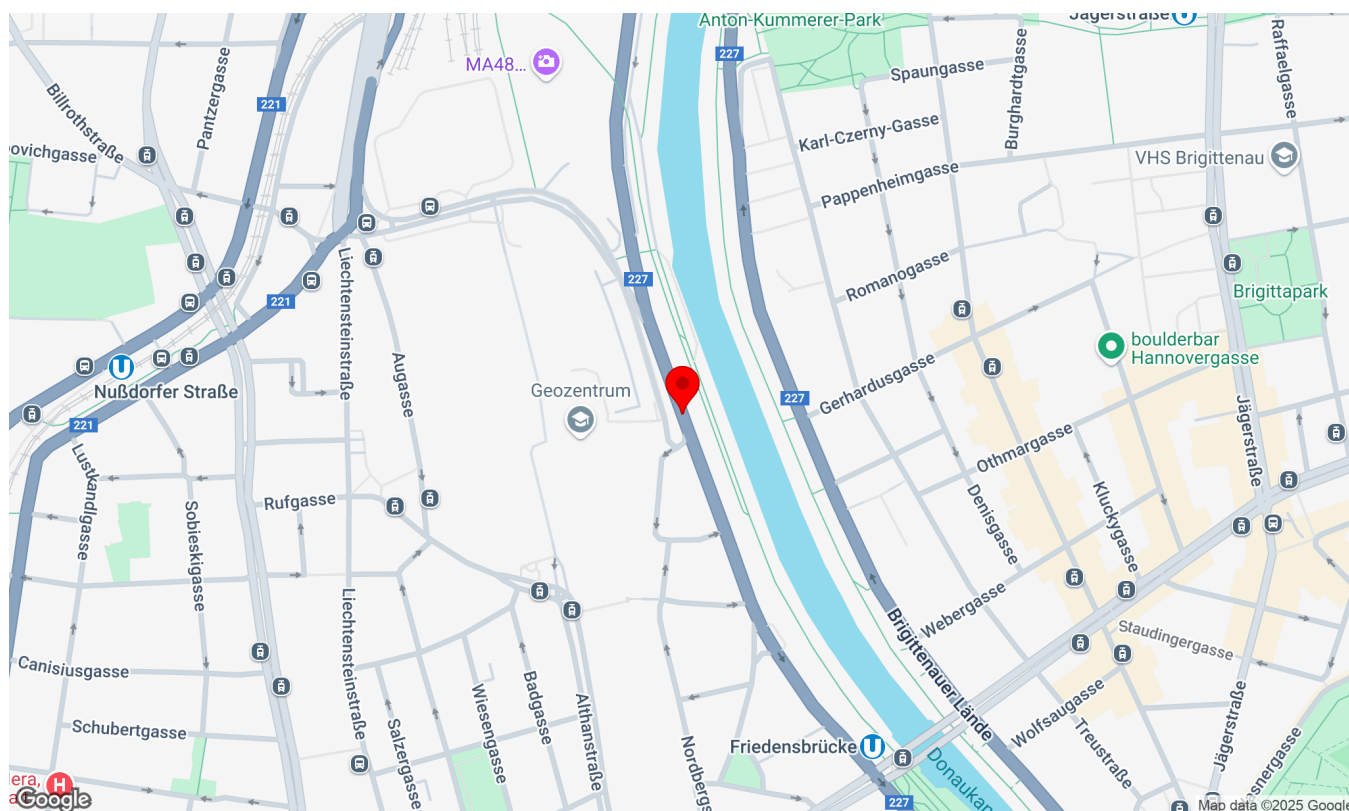 Anton-Kummerer-Park
Jägerstraße
U
227
MA48...
Spaungasse
Burghardtgasse
Raffaelgasse
Pantzergasse
Billrothstraße
221
Karl-Czerny-Gasse
ovichgasse
VHS Brigittenau
Pappenheimgasse
Liechtensteinstraße
227
Romanogasse
Brigittapark
221
boulderbar
Hannovergasse
Augasse
Gerhardusgasse
U
Nußdorfer Straße
Geozentrum
227
221
Jägerstraße
Othmargasse
Lustkandlgasse
Rufgasse
Sobieskigasse
Denisgasse
Kluckygasse
Liechtensteinstraße
Webergasse
Brigittenauer Lände
Staudingergasse
Canisiusgasse
Badgasse
Wiesengasse
Althanstraße
Salzergasse
Wolfsaugasse
Treustraße
Jägerstraße
Schubertgasse
Nordbergs
Friedensbrücke
U
Donaukan
era,
H
Google
227
Map data ©2025 Google